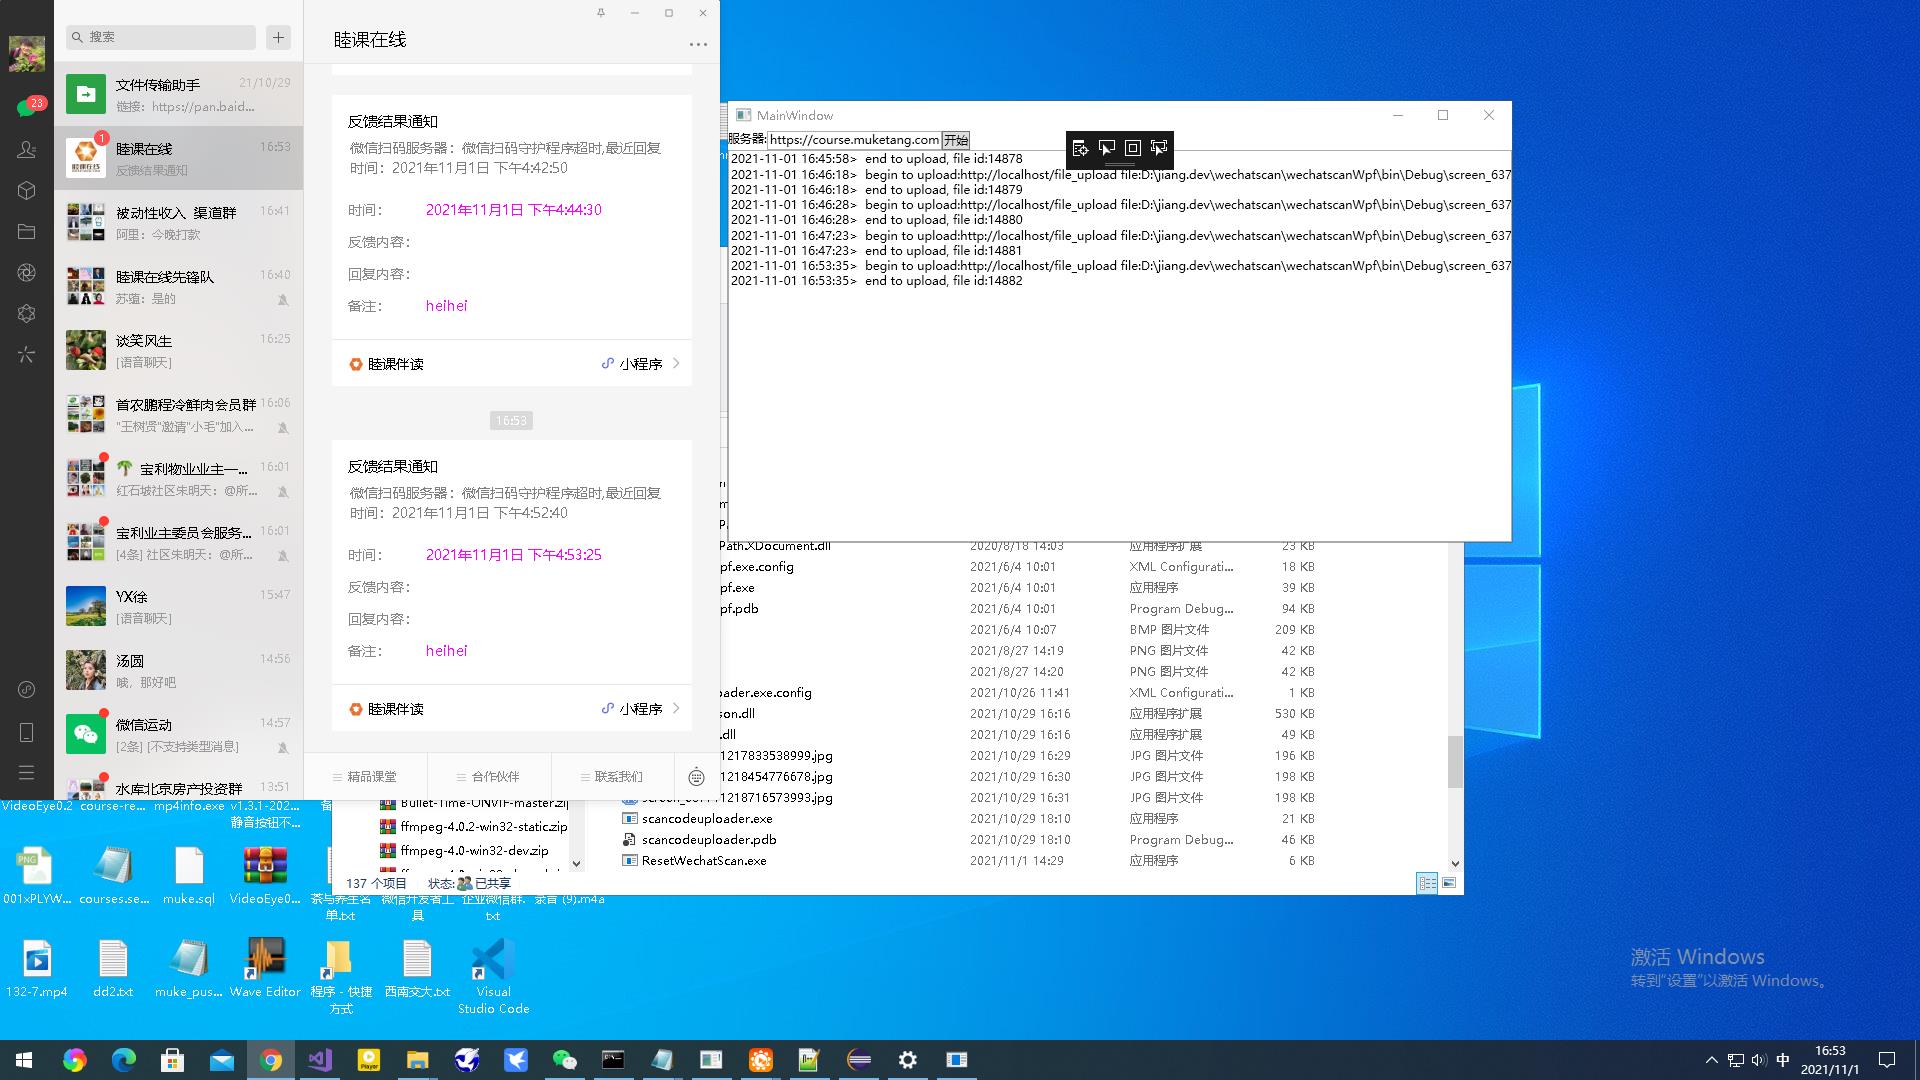 搜索
文件传输助手 21/10/29
链接：https://pan.baid...
睦课在线 16:53
反馈结果通知
1
23
被动性收入 渠道群 16:41
阿里：今晚打款
睦课在线先锋队 16:40
苏蕴：是的
谈笑风生 16:25
[语音聊天]
首农鹏程冷鲜肉会员群 16:06
"王树贤"邀请"小毛"加入...
宝利物业业主一... 16:01
红石坡社区朱明天：@所...
宝利业主委员会服务... 16:01
[4条] 社区朱明天：@所...
YX徐 15:47
[语音聊天]
汤圆 14:56
哦，那好吧
微信运动 14:57
[2条] [不支持类型消息]
水库北京房产投资群 13:51
睦课在线
反馈结果通知
微信扫码服务器：微信扫码守护程序超时,最近回复
时间：2021年11月1日 下午4:42:50
时间： 2021年11月1日 下午4:44:30
反馈内容：
回复内容：
备注： heihei
睦课伴读 小程序
16:53
反馈结果通知
微信扫码服务器：微信扫码守护程序超时,最近回复
时间：2021年11月1日 下午4:52:40
时间： 2021年11月1日 下午4:53:25
反馈内容：
回复内容：
备注： heihei
睦课伴读 小程序
精品课堂 合作伙伴 联系我们
MainWindow
服务器: https://course.muketang.com 开始
2021-11-01 16:45:58> end to upload, file id:14878
2021-11-01 16:46:18> begin to upload:http://localhost/file_upload file:D:\jiang.dev\wechatscan\wechatscanWpf\bin\Debug\screen_637
2021-11-01 16:46:18> end to upload, file id:14879
2021-11-01 16:46:28> begin to upload:http://localhost/file_upload file:D:\jiang.dev\wechatscan\wechatscanWpf\bin\Debug\screen_637
2021-11-01 16:46:28> end to upload, file id:14880
2021-11-01 16:47:23> begin to upload:http://localhost/file_upload file:D:\jiang.dev\wechatscan\wechatscanWpf\bin\Debug\screen_637
2021-11-01 16:47:23> end to upload, file id:14881
2021-11-01 16:53:35> begin to upload:http://localhost/file_upload file:D:\jiang.dev\wechatscan\wechatscanWpf\bin\Debug\screen_637
2021-11-01 16:53:35> end to upload, file id:14882
Path.XDocument.dll 2020/8/18 14:03 应用程序扩展 23 KB
pf.exe.config 2021/6/4 10:01 XML Configurati... 18 KB
pf.exe 2021/6/4 10:01 应用程序 39 KB
pf.pdb 2021/6/4 10:01 Program Debug... 94 KB
2021/6/4 10:07 BMP 图片文件 209 KB
2021/8/27 14:19 PNG 图片文件 42 KB
2021/8/27 14:20 PNG 图片文件 42 KB
ader.exe.config 2021/10/26 11:41 XML Configurati... 1 KB
son.dll 2021/10/29 16:16 应用程序扩展 530 KB
.dll 2021/10/29 16:16 应用程序扩展 49 KB
1217833538999.jpg 2021/10/29 16:29 JPG 图片文件 196 KB
1218454776678.jpg 2021/10/29 16:30 JPG 图片文件 198 KB
1218716573993.jpg 2021/10/29 16:31 JPG 图片文件 198 KB
scancodeuploader.exe 2021/10/29 18:10 应用程序 21 KB
scancodeuploader.pdb 2021/10/29 18:10 Program Debug... 46 KB
ResetWechatScan.exe 2021/11/1 14:29 应用程序 6 KB
Bullet-Time-ONVIF-master.zip
ffmpeg-4.0.2-win32-static.zip
ffmpeg-4.0-win32-dev.zip
137 个项目 状态: 已共享
VideoEye0.2 course-re... mp4info.exe v1.3.1-202...
静音按钮不...
001xPLYW... courses.se... muke.sql VideoEye0... 茶与养生名 微信开发者工 企业微信群. 录音 (9).m4a
单.txt 具 txt
132-7.mp4 dd2.txt muke_pus... Wave Editor 程序 - 快捷 西南交大.txt Visual
方式 Studio Code
激活 Windows
转到"设置"以激活 Windows。
中
16:53
2021/11/1